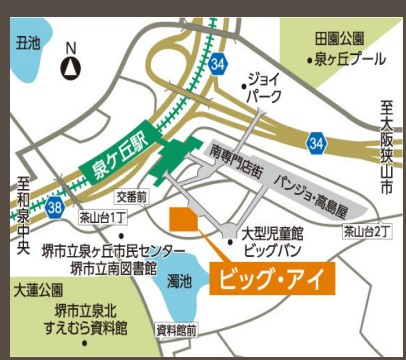 丑池
N
田園公園
泉ヶ丘プール
34
ジョイ
パーク
34
至大阪狭山市
泉ケ丘駅
南専門店街
パンジョ・高島屋
至和泉中央
38
交番前
茶山台1丁
茶山台2丁
大型児童館
ビッグバン
堺市立泉ヶ丘市民センター
堺市立南図書館
濁池
ビッグ・アイ
大蓮公園
堺市立泉北
すえむら資料館
資料館前